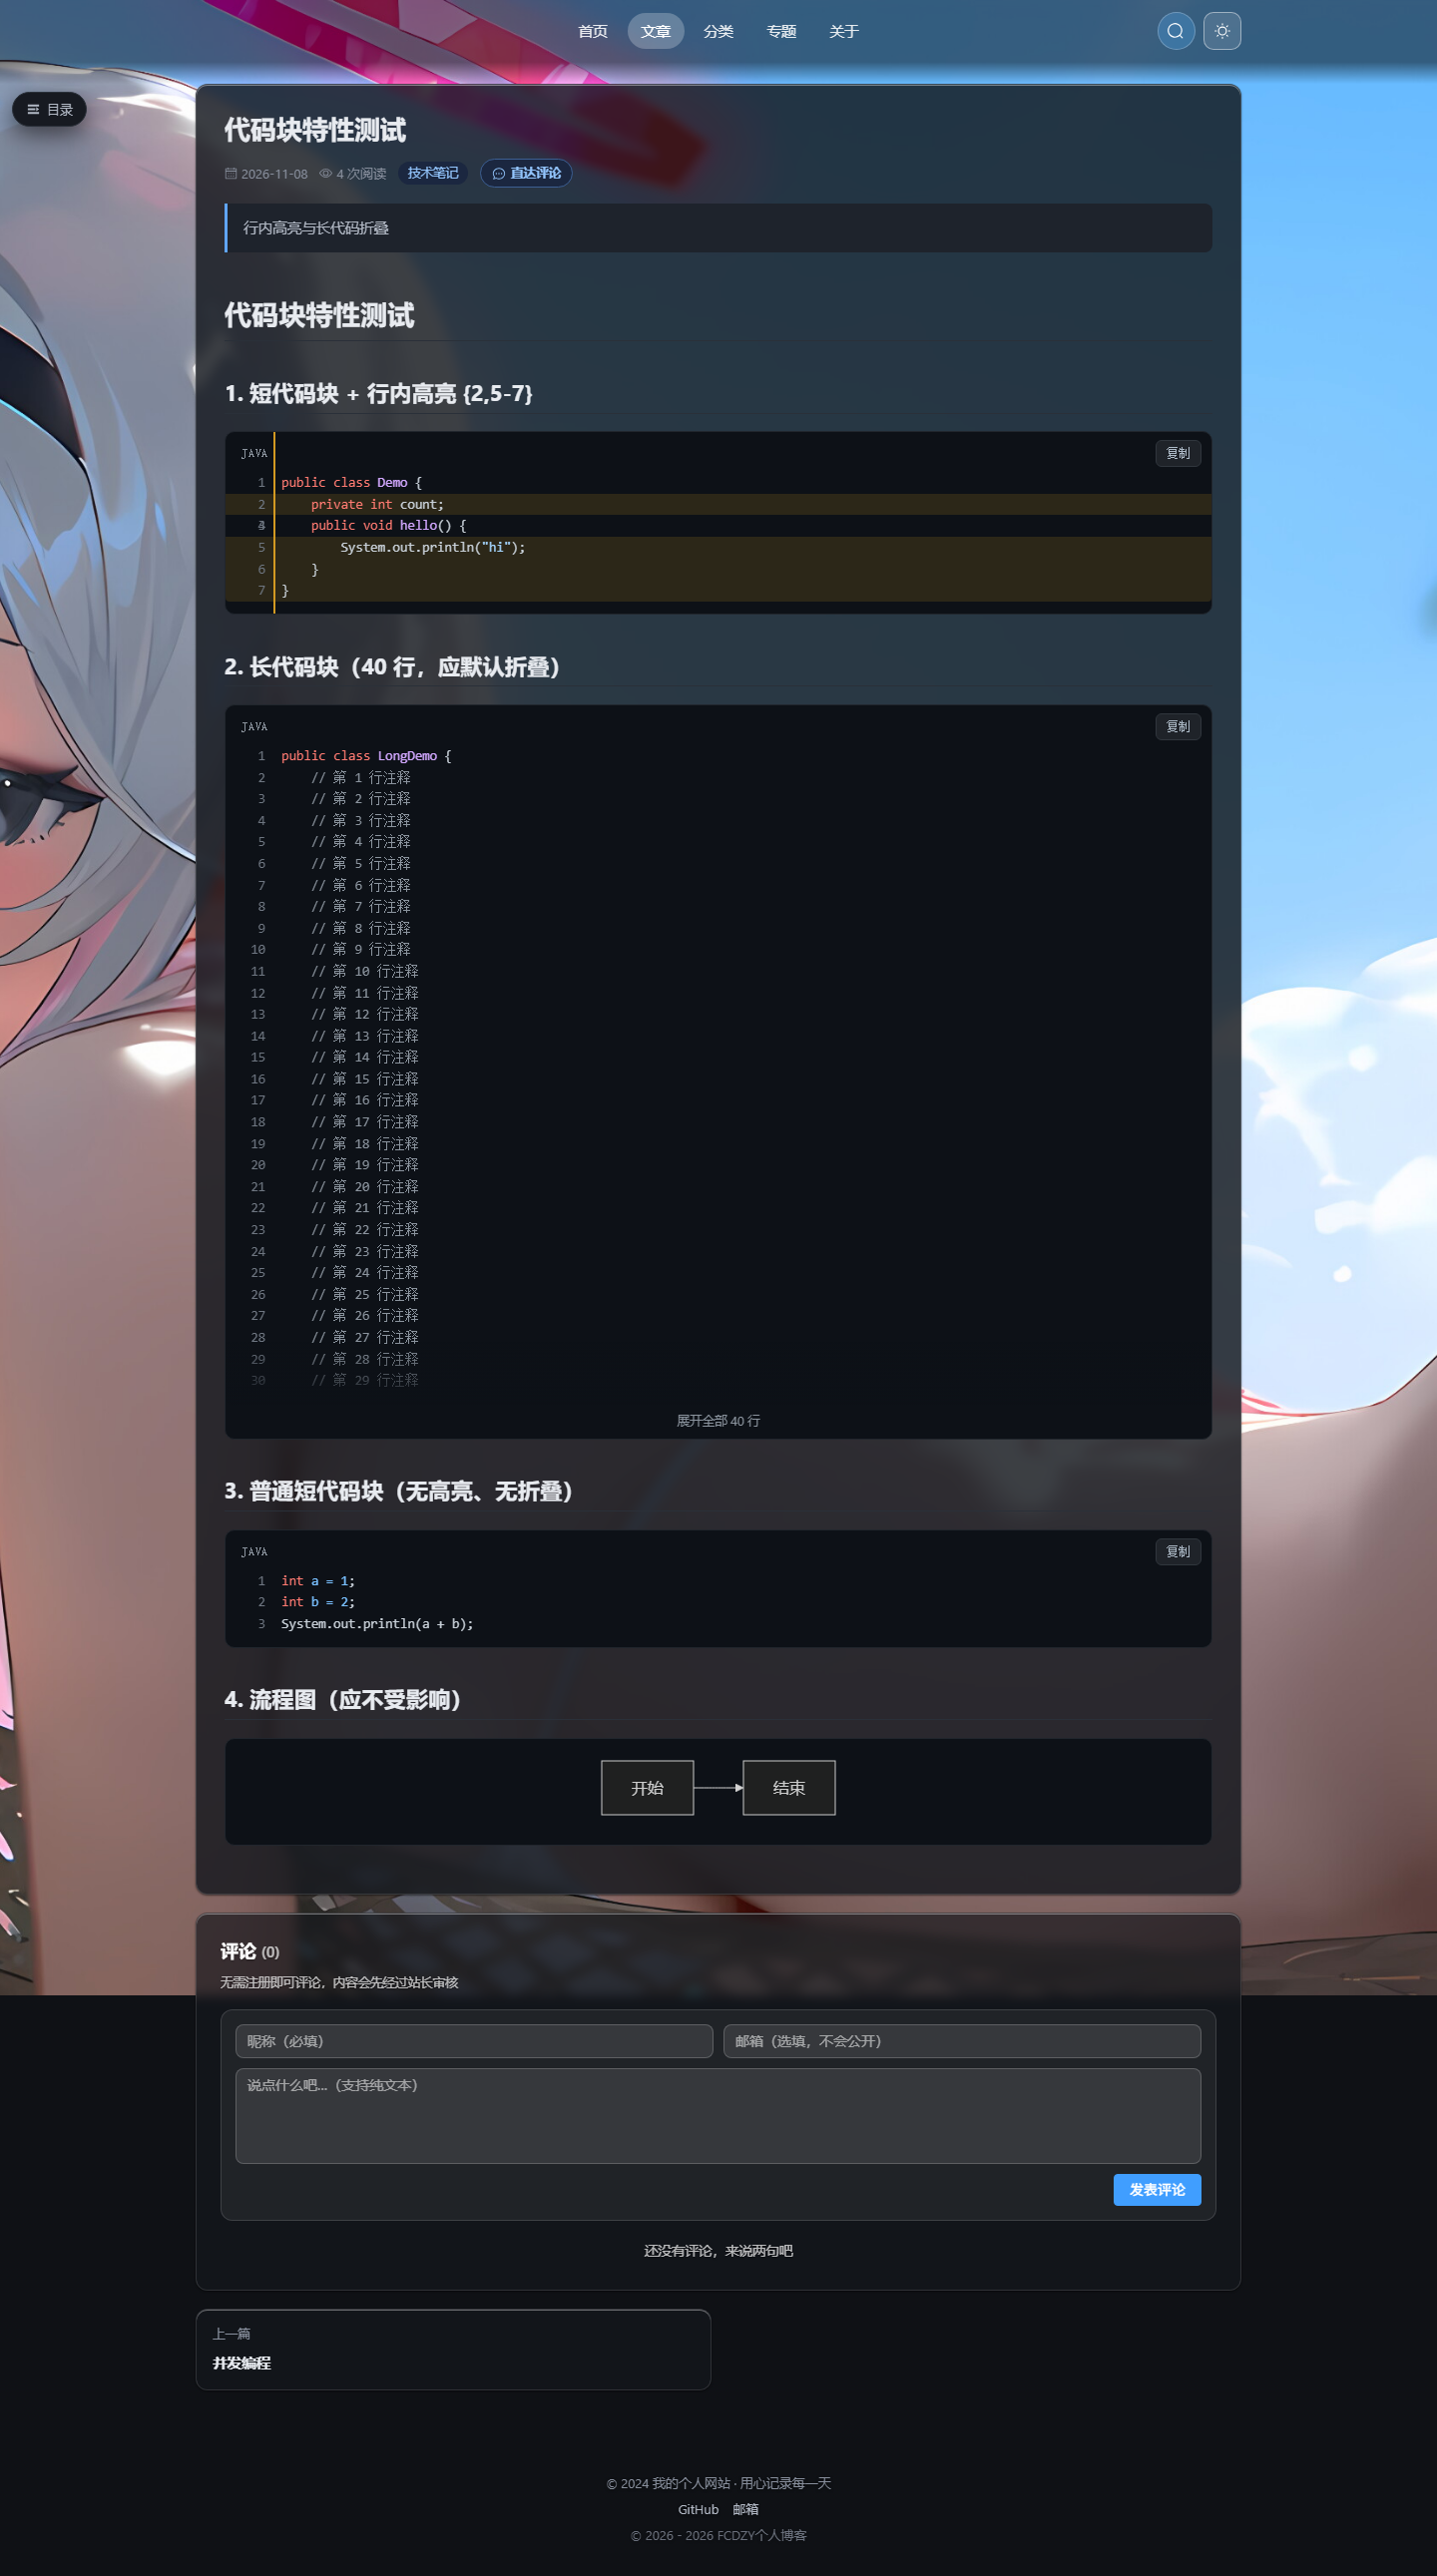 首页 文章 分类 专题 关于
目录
代码块特性测试
2026-11-08 4 次阅读 技术笔记 直达评论
行内高亮与长代码折叠
代码块特性测试
1. 短代码块 + 行内高亮 {2,5-7}
JAVA 复制
1 public class Demo {
2     private int count;
    public void hello() {
5         System.out.println("hi");
6     }
7 }
2. 长代码块（40 行，应默认折叠）
JAVA 复制
1 public class LongDemo {
2     // 第 1 行注释
3     // 第 2 行注释
4     // 第 3 行注释
5     // 第 4 行注释
6     // 第 5 行注释
7     // 第 6 行注释
8     // 第 7 行注释
9     // 第 8 行注释
10     // 第 9 行注释
11     // 第 10 行注释
12     // 第 11 行注释
13     // 第 12 行注释
14     // 第 13 行注释
15     // 第 14 行注释
16     // 第 15 行注释
17     // 第 16 行注释
18     // 第 17 行注释
19     // 第 18 行注释
20     // 第 19 行注释
21     // 第 20 行注释
22     // 第 21 行注释
23     // 第 22 行注释
24     // 第 23 行注释
25     // 第 24 行注释
26     // 第 25 行注释
27     // 第 26 行注释
28     // 第 27 行注释
29     // 第 28 行注释
30     // 第 29 行注释
展开全部 40 行
3. 普通短代码块（无高亮、无折叠）
JAVA 复制
1 int a = 1;
2 int b = 2;
3 System.out.println(a + b);
4. 流程图（应不受影响）
开始 结束
评论 (0)
无需注册即可评论，内容会先经过站长审核
昵称（必填） 邮箱（选填，不会公开）
说点什么吧...（支持纯文本）
发表评论
还没有评论，来说两句吧
上一篇
并发编程
© 2024 我的个人网站 · 用心记录每一天
GitHub 邮箱
© 2026 - 2026 FCDZY个人博客